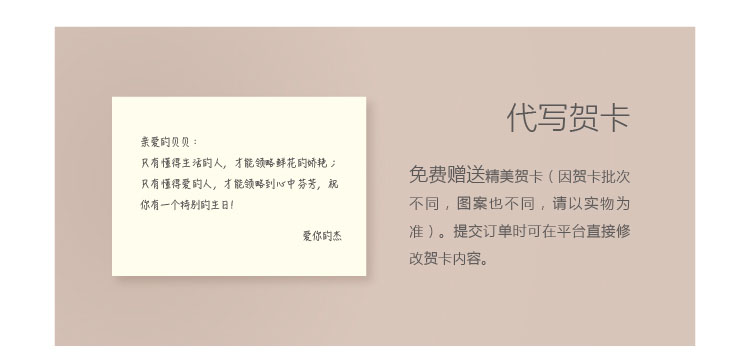 亲爱的贝贝：
只有懂得生活的人，才能领略鲜花的娇艳；
只有懂得爱的人，才能领略到心中芬芳，祝
你有一个特别的生日！
爱你的杰
代写贺卡
免费赠送精美贺卡（因贺卡批次
不同，图案也不同，请以实物为
准）。提交订单时可在平台直接修
改贺卡内容。